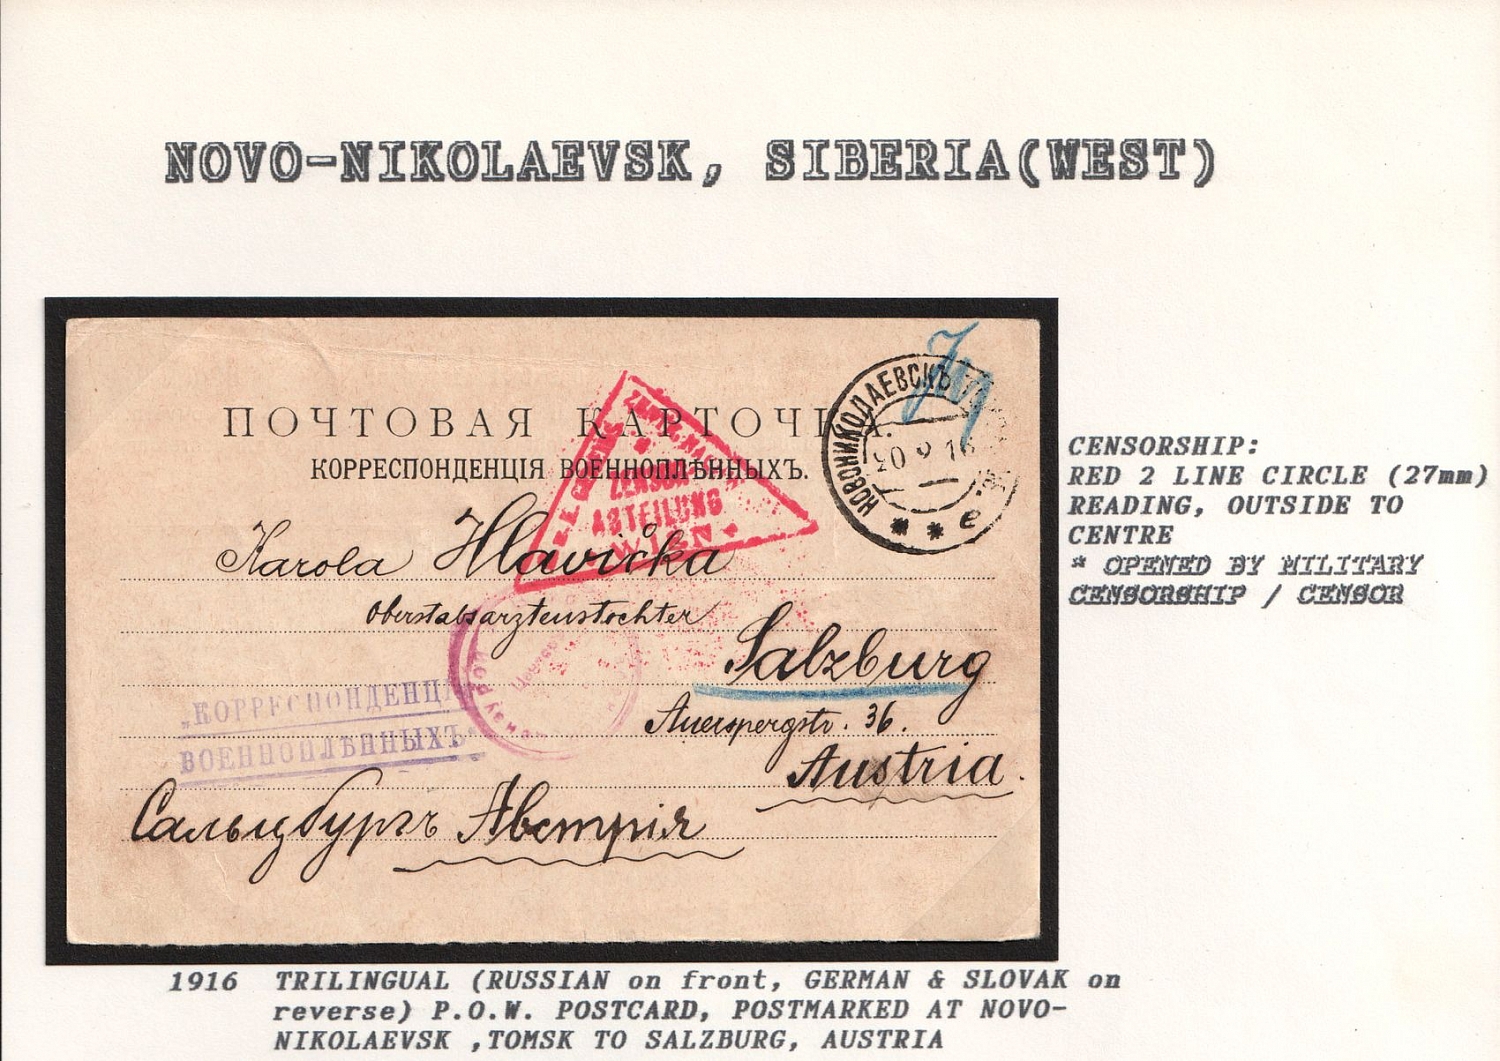 NOVO-NIKOLAEVSK, SIBERIA(WEST)
ПОЧТОВАЯ КАРТОЧКА.
КОРРЕСПОНДЕНЦІЯ ВОЕННОПЛѢННЫХЪ.
НОВОНИКОЛАЕВСКЪ
20 9 16
е
ZENSUR
ABTEILUNG
WIEN
Karola Hlavička
Oberstabsarztenstochter
Salzburg
Auerspergstr. 36.
Austria.
„КОРРЕСПОНДЕНЦІЯ
ВОЕННОПЛѢННЫХЪ“
Сальцбургъ Австрія
CENSORSHIP:
RED 2 LINE CIRCLE (27mm)
READING, OUTSIDE TO
CENTRE
* OPENED BY MILITARY
CENSORSHIP / CENSOR
1916 TRILINGUAL (RUSSIAN on front, GERMAN & SLOVAK on
reverse) P.O.W. POSTCARD, POSTMARKED AT NOVO-
NIKOLAEVSK ,TOMSK TO SALZBURG, AUSTRIA